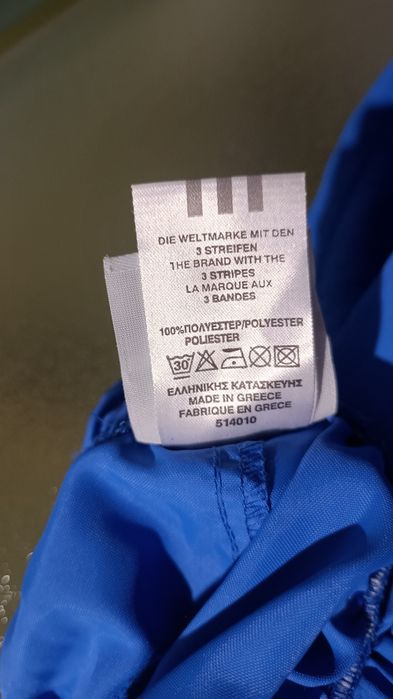 DIE WELTMARKE MIT DEN
3 STREIFEN
THE BRAND WITH THE
3 STRIPES
LA MARQUE AUX
3 BANDES
100%ΠΟΛΥΕΣΤΕΡ/POLYESTER
POLIESTER
30
ΕΛΛΗΝΙΚΗΣ ΚΑΤΑΣΚΕΥΗΣ
MADE IN GREECE
FABRIQUE EN GRECE
514010